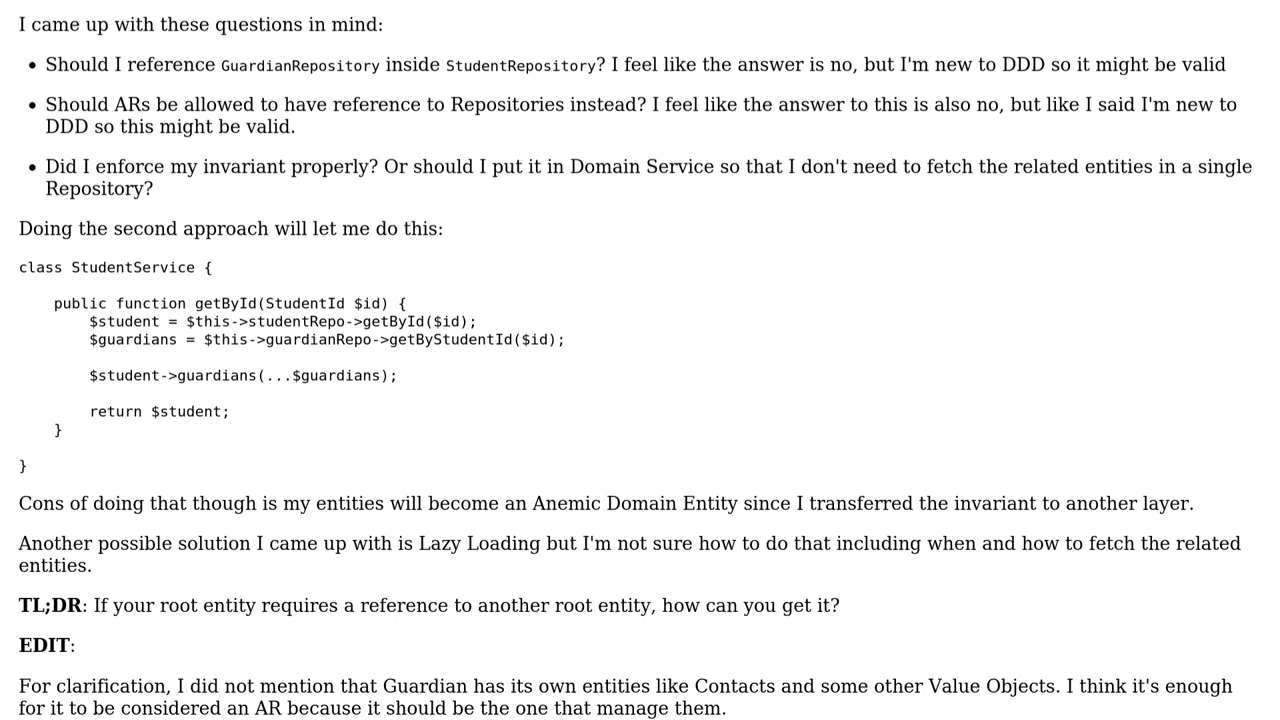 I came up with these questions in mind:
• Should I reference GuardianRepository inside StudentRepository? I feel like the answer is no, but I'm new to DDD so it might be valid
• Should ARs be allowed to have reference to Repositories instead? I feel like the answer to this is also no, but like I said I'm new to
DDD so this might be valid.
• Did I enforce my invariant properly? Or should I put it in Domain Service so that I don't need to fetch the related entities in a single
Repository?
Doing the second approach will let me do this:
class StudentService {
    public function getById(StudentId $id) {
        $student = $this->studentRepo->getById($id);
        $guardians = $this->guardianRepo->getByStudentId($id);
        $student->guardians(...$guardians);
        return $student;
    }
}
Cons of doing that though is my entities will become an Anemic Domain Entity since I transferred the invariant to another layer.
Another possible solution I came up with is Lazy Loading but I'm not sure how to do that including when and how to fetch the related
entities.
TL;DR: If your root entity requires a reference to another root entity, how can you get it?
EDIT:
For clarification, I did not mention that Guardian has its own entities like Contacts and some other Value Objects. I think it's enough
for it to be considered an AR because it should be the one that manage them.